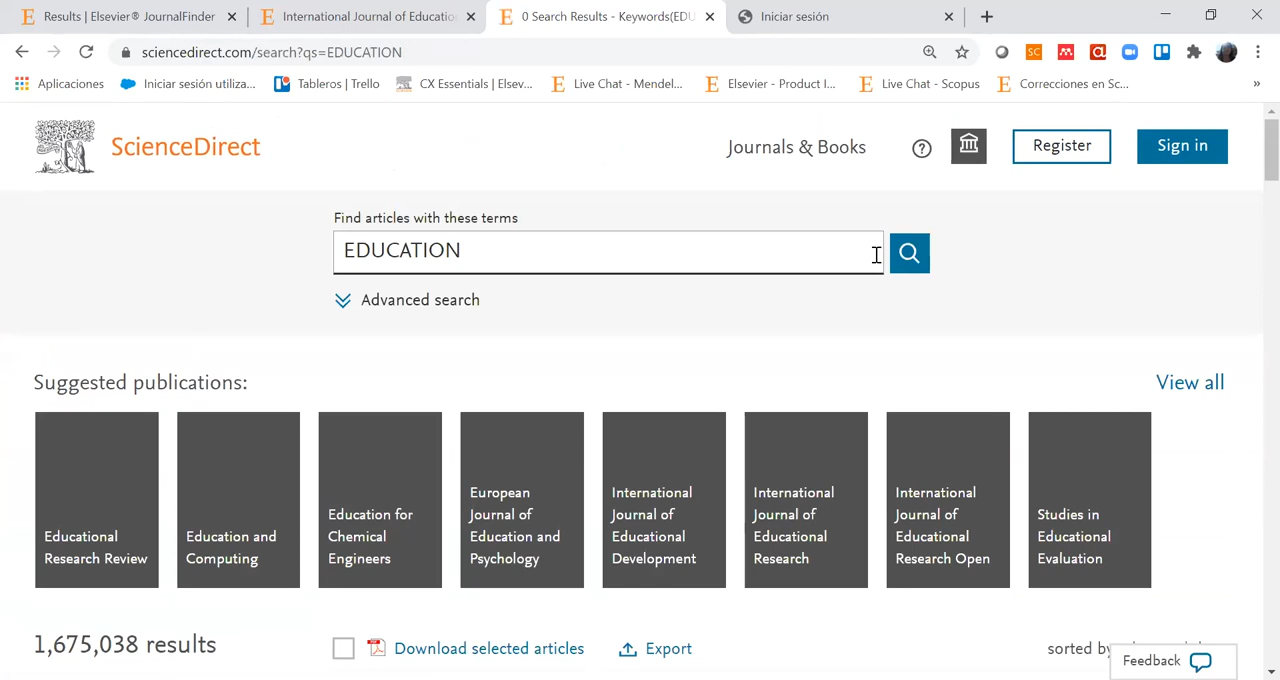 Results | Elsevier® JournalFinder
International Journal of Educatio
0 Search Results - Keywords(EDU
Iniciar sesión
sciencedirect.com/search?qs=EDUCATION
SC
Aplicaciones
Iniciar sesión utiliza...
Tableros | Trello
CX Essentials | Elsev...
Live Chat - Mendel...
Elsevier - Product I...
Live Chat - Scopus
Correcciones en Sc...
»
ScienceDirect
Journals & Books
?
Register
Sign in
Find articles with these terms
EDUCATION
Advanced search
Suggested publications:
View all
Educational
Research Review
Education and
Computing
Education for
Chemical
Engineers
European
Journal of
Education and
Psychology
International
Journal of
Educational
Development
International
Journal of
Educational
Research
International
Journal of
Educational
Research Open
Studies in
Educational
Evaluation
1,675,038 results
Download selected articles
Export
sorted by
Feedback